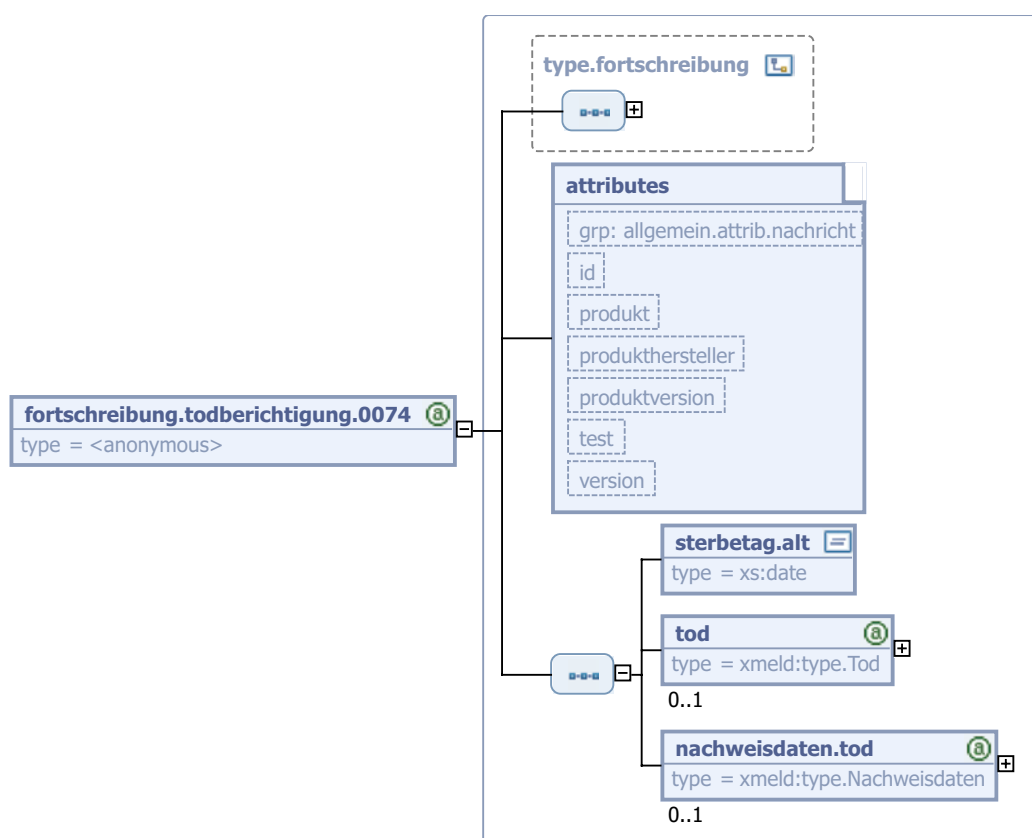 type.fortschreibung
attributes
grp: allgemein.attrib.nachricht
id
produkt
produkthersteller
produktversion
test
version
fortschreibung.todberichtigung.0074
type = <anonymous>
sterbetag.alt
type = xs:date
tod
type = xmeld:type.Tod
0..1
nachweisdaten.tod
type = xmeld:type.Nachweisdaten
0..1